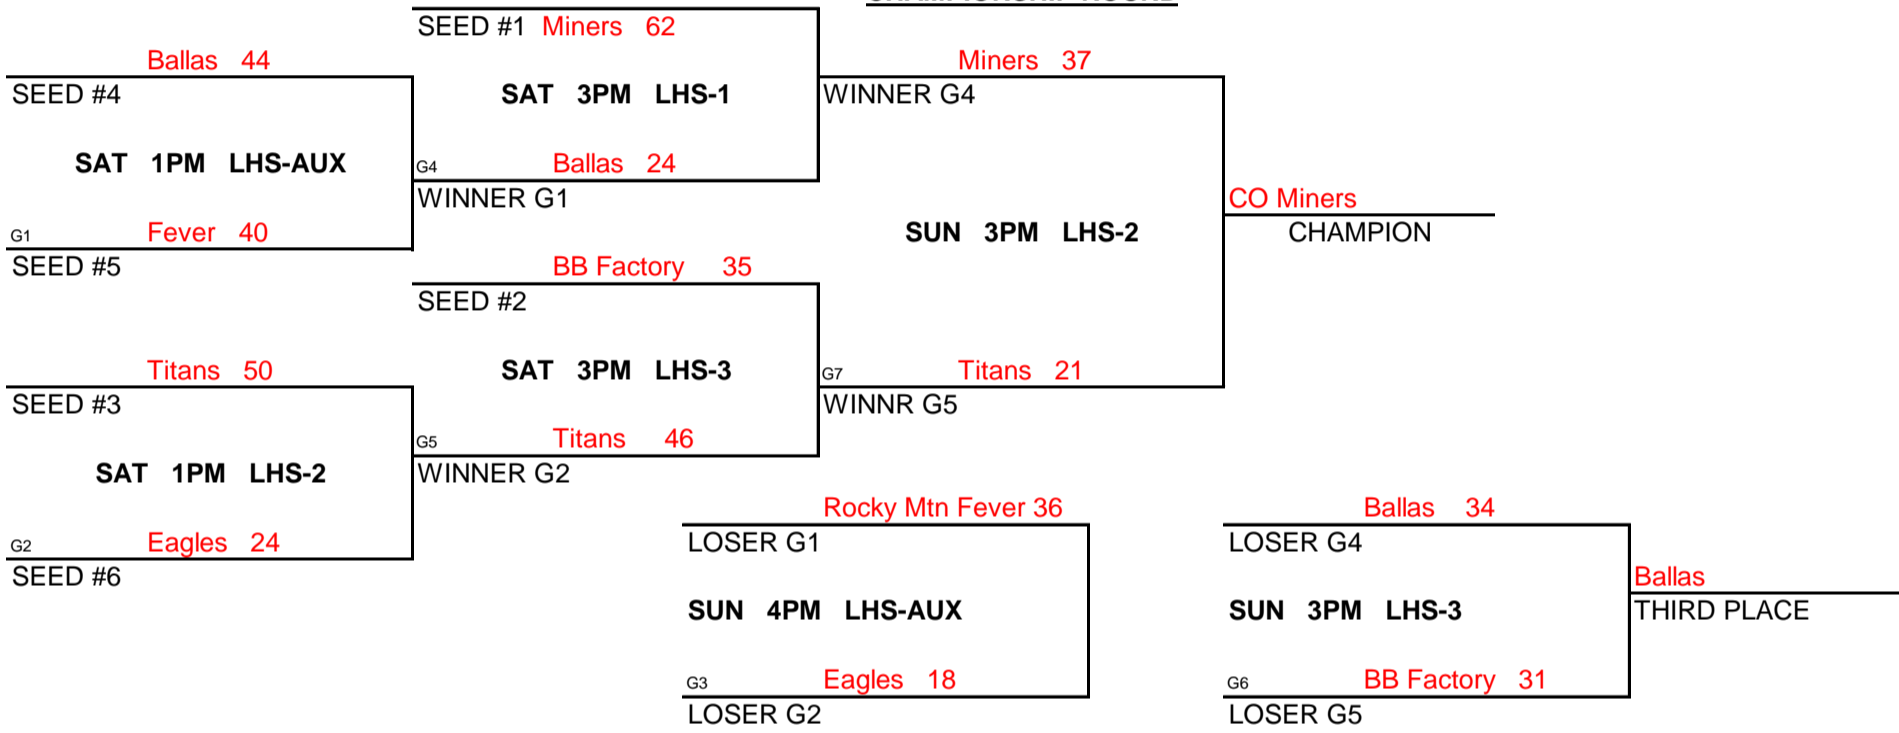 SEED #1 Miners 62
Ballas 44
SEED #4
SAT 1PM LHS-AUX
G1 Fever 40
SEED #5
SAT 3PM LHS-1
G4 Ballas 24
WINNER G1
Miners 37
WINNER G4
SUN 3PM LHS-2
CO Miners
CHAMPION
BB Factory 35
SEED #2
SAT 3PM LHS-3
G5 Titans 46
WINNER G2
G7 Titans 21
WINNR G5
Titans 50
SEED #3
SAT 1PM LHS-2
G2 Eagles 24
SEED #6
Rocky Mtn Fever 36
LOSER G1
SUN 4PM LHS-AUX
G3 Eagles 18
LOSER G2
Ballas 34
LOSER G4
SUN 3PM LHS-3
G6 BB Factory 31
LOSER G5
Ballas
THIRD PLACE